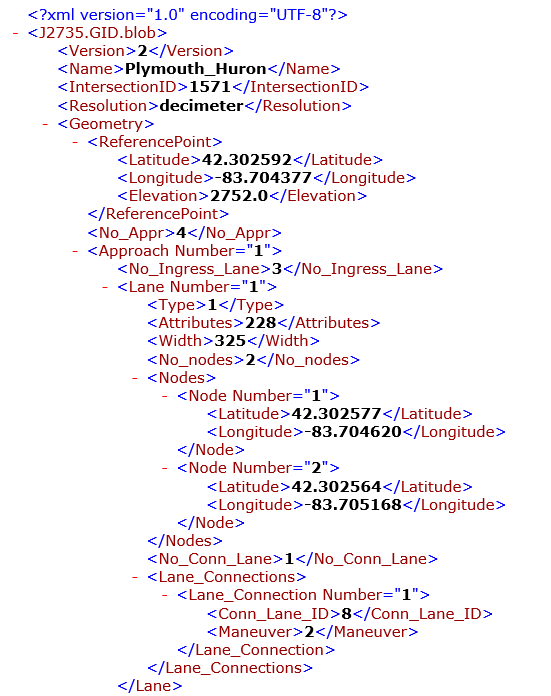 <?xml version="1.0" encoding="UTF-8"?>
- <J2735.GID.blob>
<Version>2</Version>
<Name>Plymouth_Huron</Name>
<IntersectionID>1571</IntersectionID>
<Resolution>decimeter</Resolution>
- <Geometry>
- <ReferencePoint>
<Latitude>42.302592</Latitude>
<Longitude>-83.704377</Longitude>
<Elevation>2752.0</Elevation>
</ReferencePoint>
<No_Appr>4</No_Appr>
- <Approach Number="1">
<No_Ingress_Lane>3</No_Ingress_Lane>
- <Lane Number="1">
<Type>1</Type>
<Attributes>228</Attributes>
<Width>325</Width>
<No_nodes>2</No_nodes>
- <Nodes>
- <Node Number="1">
<Latitude>42.302577</Latitude>
<Longitude>-83.704620</Longitude>
</Node>
- <Node Number="2">
<Latitude>42.302564</Latitude>
<Longitude>-83.705168</Longitude>
</Node>
</Nodes>
<No_Conn_Lane>1</No_Conn_Lane>
- <Lane_Connections>
- <Lane_Connection Number="1">
<Conn_Lane_ID>8</Conn_Lane_ID>
<Maneuver>2</Maneuver>
</Lane_Connection>
</Lane_Connections>
</Lane>